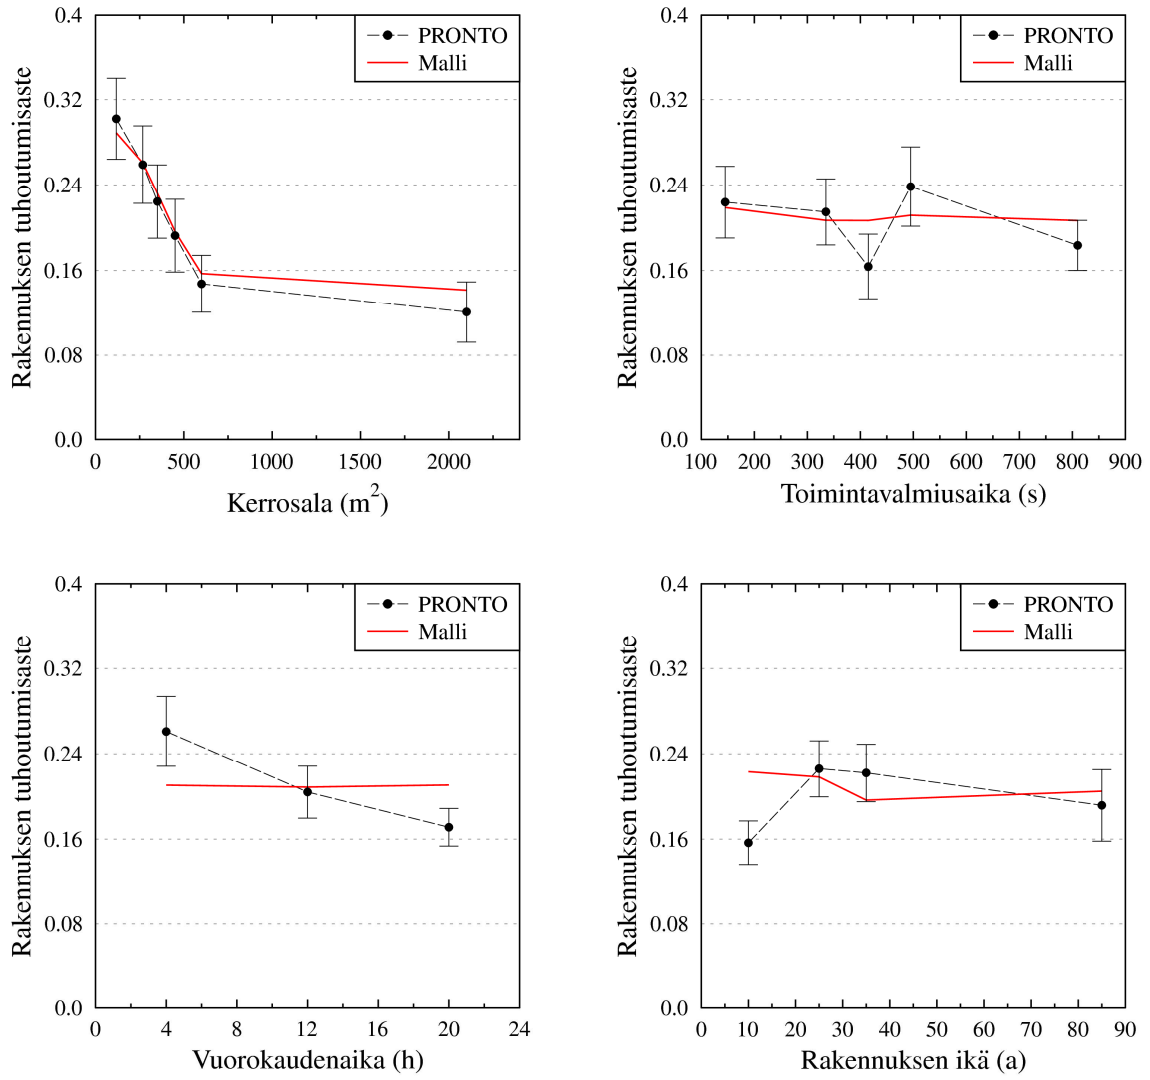 PRONTO
Malli
Rakennuksen tuhoutumisaste
0.4
0.32
0.24
0.16
0.08
0.0
0 500 1000 1500 2000
Kerrosala (m²)
PRONTO
Malli
Rakennuksen tuhoutumisaste
0.4
0.32
0.24
0.16
0.08
0.0
100 200 300 400 500 600 700 800 900
Toimintavalmiusaika (s)
PRONTO
Malli
Rakennuksen tuhoutumisaste
0.4
0.32
0.24
0.16
0.08
0.0
0 4 8 12 16 20 24
Vuorokaudenaika (h)
PRONTO
Malli
Rakennuksen tuhoutumisaste
0.4
0.32
0.24
0.16
0.08
0.0
0 10 20 30 40 50 60 70 80 90
Rakennuksen ikä (a)